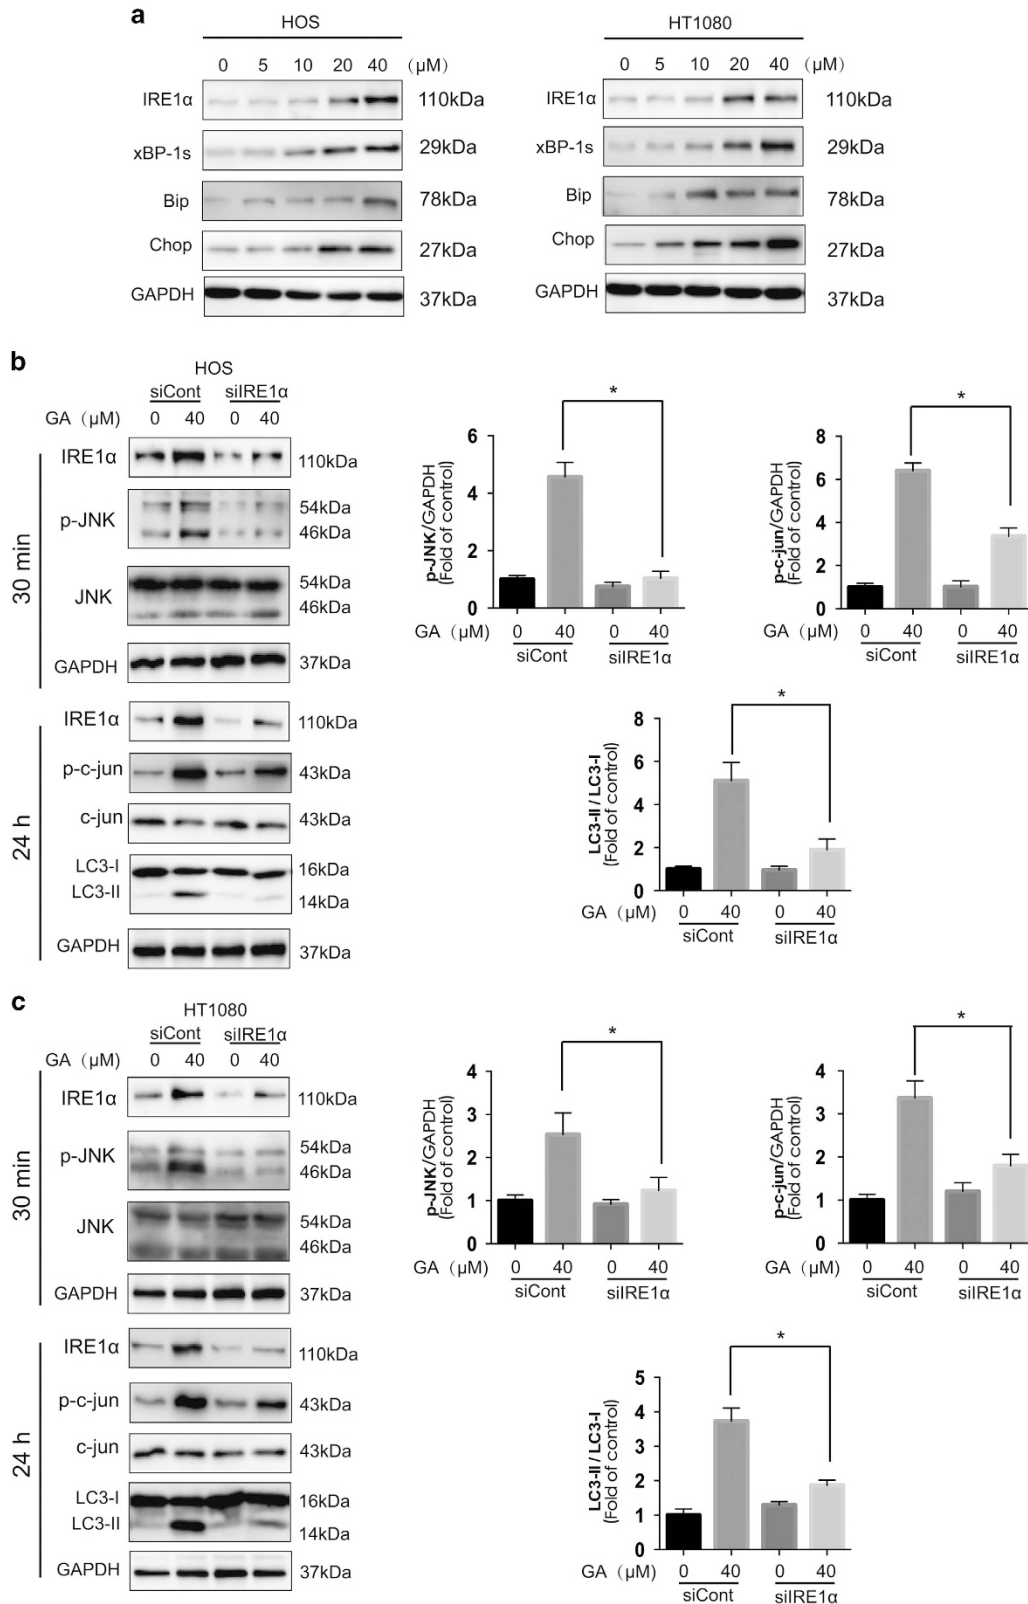 a
HOS
0 5 10 20 40 (μM)
IRE1α 110kDa
xBP-1s 29kDa
Bip 78kDa
Chop 27kDa
GAPDH 37kDa
HT1080
0 5 10 20 40 (μM)
IRE1α 110kDa
xBP-1s 29kDa
Bip 78kDa
Chop 27kDa
GAPDH 37kDa
b
HOS
siCont siIRE1α
GA (μM) 0 40 0 40
30 min
IRE1α 110kDa
p-JNK 54kDa
46kDa
JNK 54kDa
46kDa
GAPDH 37kDa
24 h
IRE1α 110kDa
p-c-jun 43kDa
c-jun 43kDa
LC3-I 16kDa
LC3-II 14kDa
GAPDH 37kDa
*
p-JNK/GAPDH
(Fold of control)
6
4
2
0
GA (μM) 0 40 0 40
siCont siIRE1α
*
p-c-jun/GAPDH
(Fold of control)
8
6
4
2
0
GA (μM) 0 40 0 40
siCont siIRE1α
*
LC3-II / LC3-I
(Fold of control)
8
6
4
2
0
GA (μM) 0 40 0 40
siCont siIRE1α
c
HT1080
siCont siIRE1α
GA (μM) 0 40 0 40
30 min
IRE1α 110kDa
p-JNK 54kDa
46kDa
JNK 54kDa
46kDa
GAPDH 37kDa
24 h
IRE1α 110kDa
p-c-jun 43kDa
c-jun 43kDa
LC3-I 16kDa
LC3-II 14kDa
GAPDH 37kDa
*
p-JNK/GAPDH
(Fold of control)
4
3
2
1
0
GA (μM) 0 40 0 40
siCont siIRE1α
*
p-c-jun/GAPDH
(Fold of control)
4
3
2
1
0
GA (μM) 0 40 0 40
siCont siIRE1α
*
LC3-II / LC3-I
(Fold of control)
5
4
3
2
1
0
GA (μM) 0 40 0 40
siCont siIRE1α